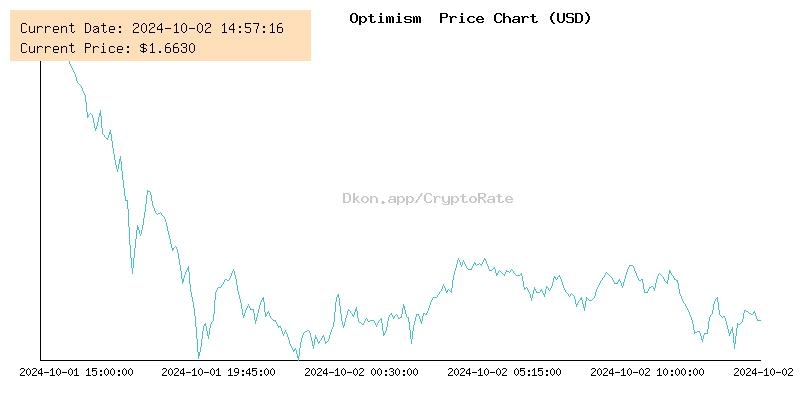 Optimism  Price Chart (USD)
Current Date: 2024-10-02 14:57:16
Current Price: $1.6630
Dkon.app/CryptoRate
2024-10-01 15:00:00 2024-10-01 19:45:00 2024-10-02 00:30:00 2024-10-02 05:15:00 2024-10-02 10:00:00 2024-10-02